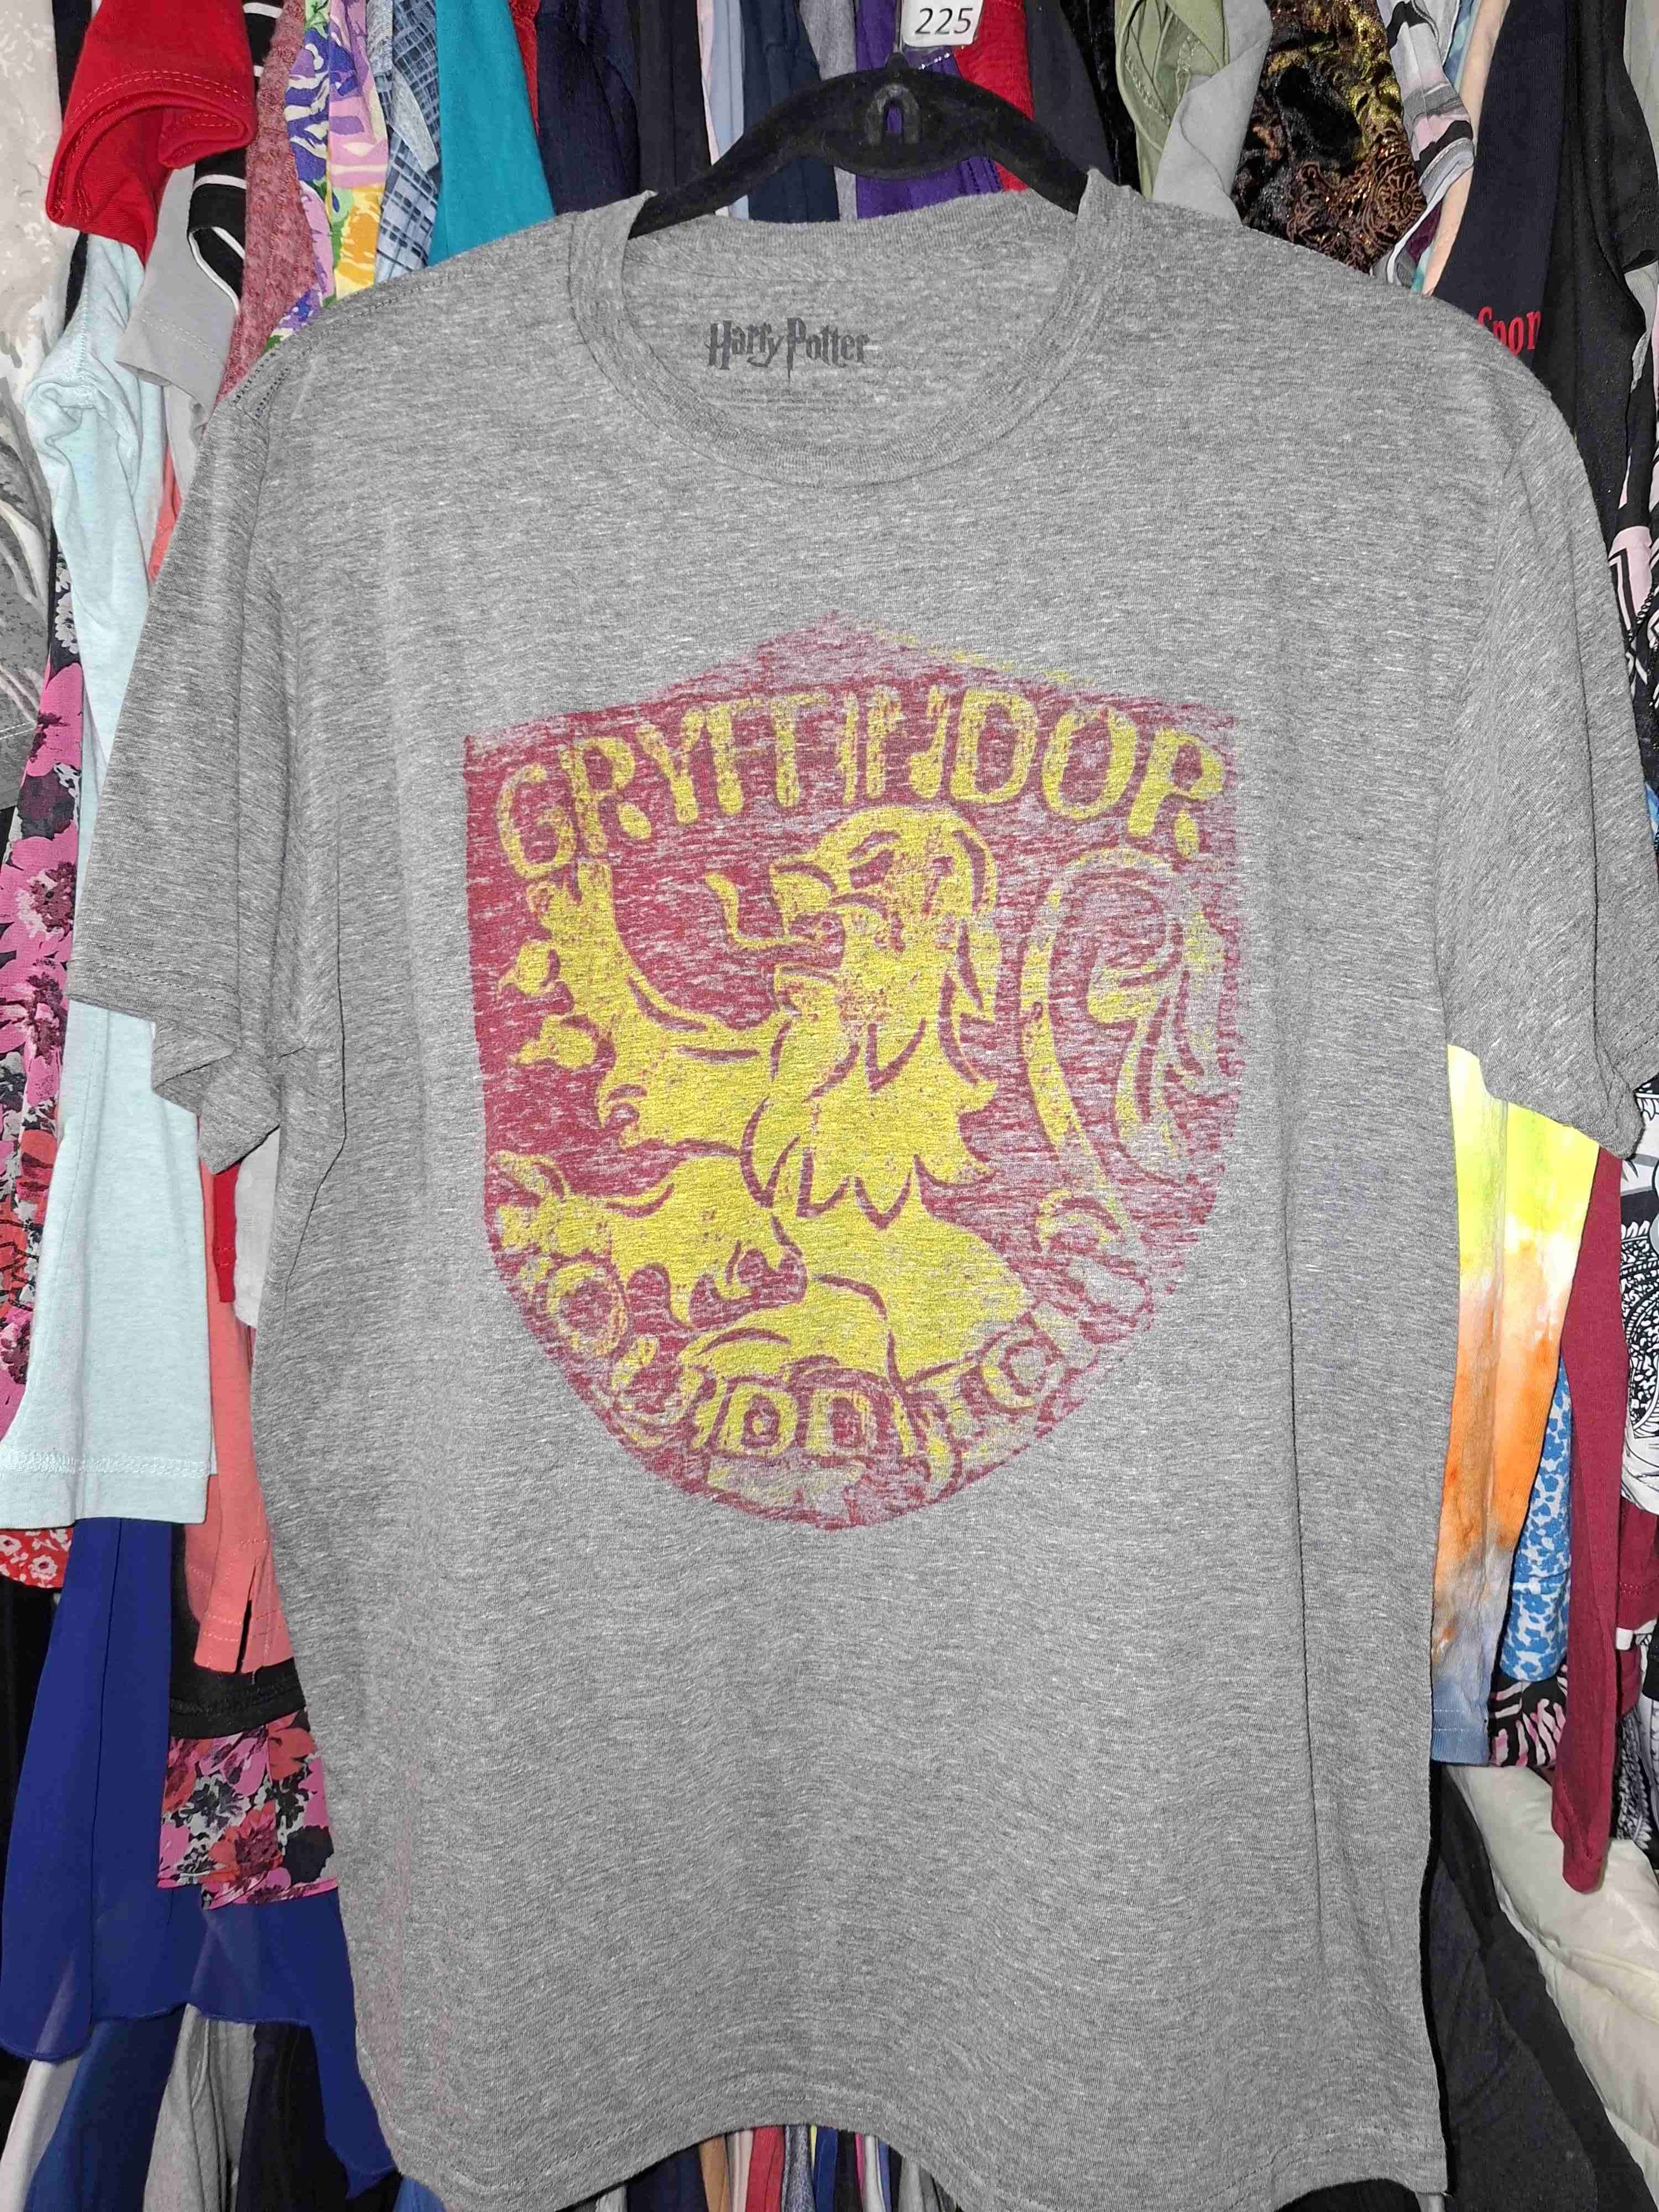 225
Harry Potter
GRYFFINDOR
QUIDDITCH